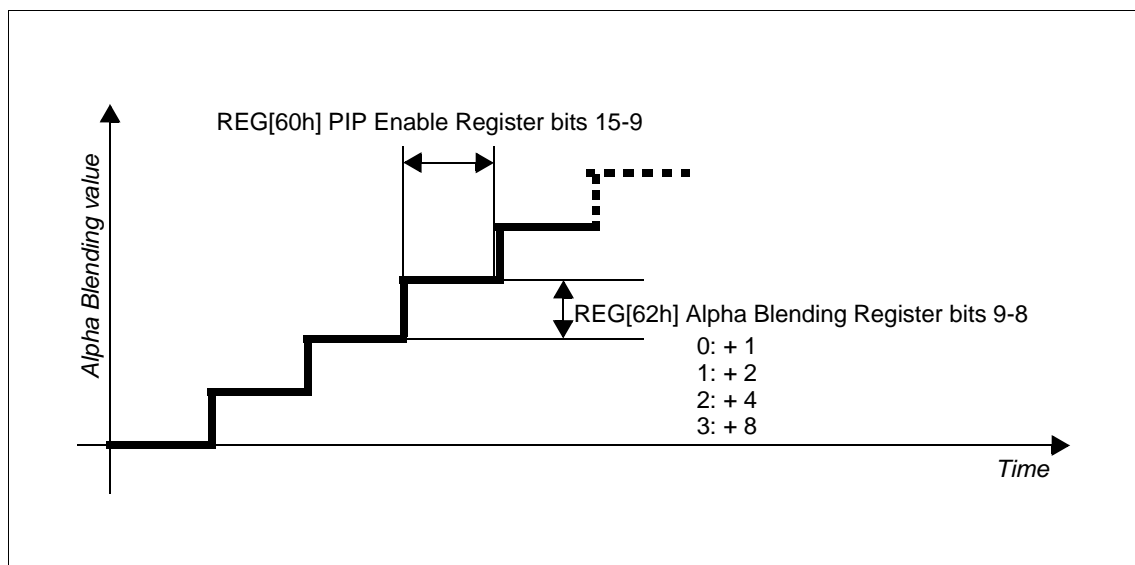 REG[60h] PIP Enable Register bits 15-9
Alpha Blending value
REG[62h] Alpha Blending Register bits 9-8
0: + 1
1: + 2
2: + 4
3: + 8
Time